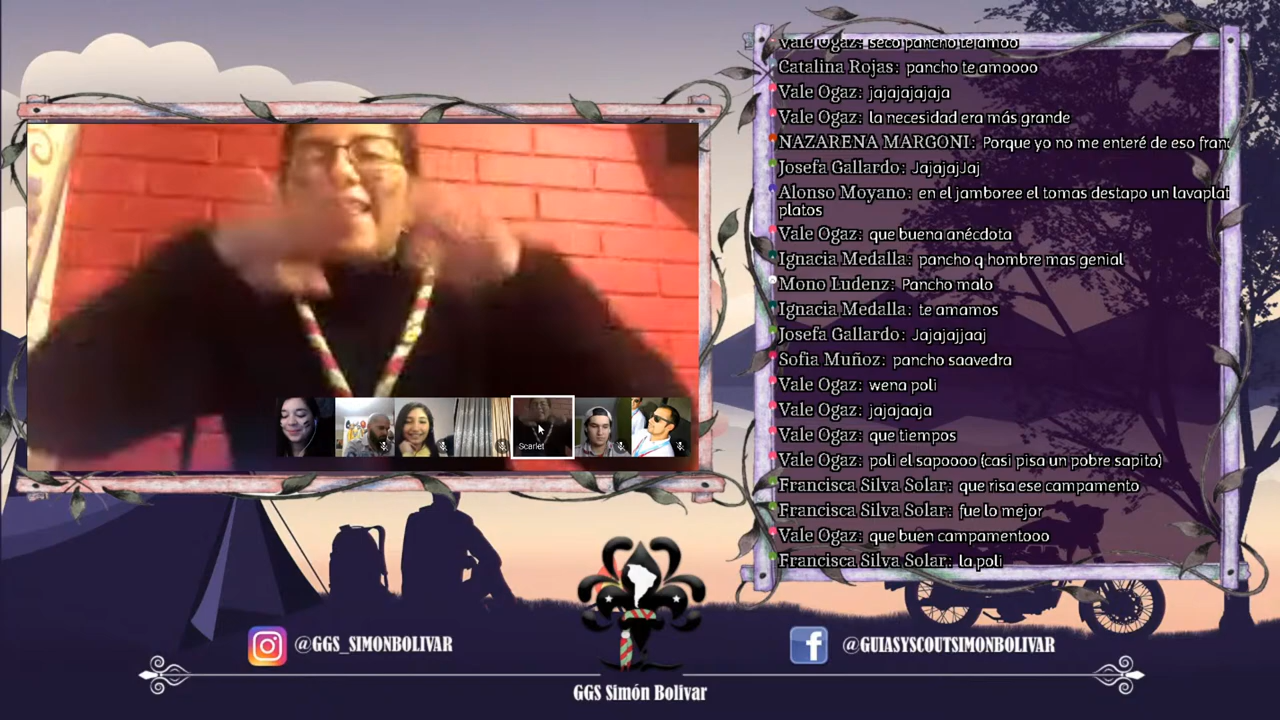 Vale Ogaz: seco pancho te amoo
Catalina Rojas: pancho te amoooo
Vale Ogaz: jajajajajaja
Vale Ogaz: la necesidad era más grande
NAZARENA MARGONI: Porque yo no me enteré de eso
Josefa Gallardo: JajajajJaj
Alonso Moyano: en el jamboree el tomas destapo un
platos
Vale Ogaz: que buena anécdota
Ignacia Medalla: pancho q hombre mas genial
Mono Ludenz: Pancho malo
Ignacia Medalla: te amamos
Josefa Gallardo: Jajajajjaaj
Sofia Muñoz: pancho saavedra
Vale Ogaz: wena poli
Vale Ogaz: jajajaaja
Vale Ogaz: que tiempos
Vale Ogaz: poli el sapoooo (casi pisa un pobre sapito)
Francisca Silva Solar: que risa ese campamento
Francisca Silva Solar: fue lo mejor
Vale Ogaz: que buen campamentooo
Francisca Silva Solar: la poli
Scarlet
@GGS_SIMONBOLIVAR
@GUIASYSCOUTSIMONBOLIVAR
GGS Simón Bolivar